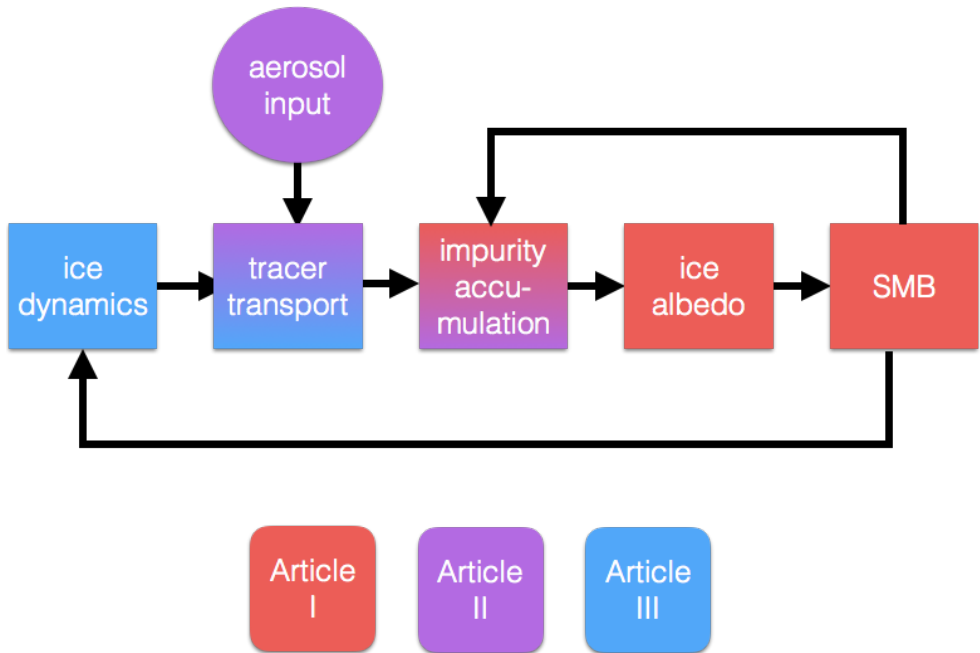 aerosol
input
ice
dynamics
tracer
transport
impurity
accu-
mulation
ice
albedo
SMB
Article
I
Article
II
Article
III